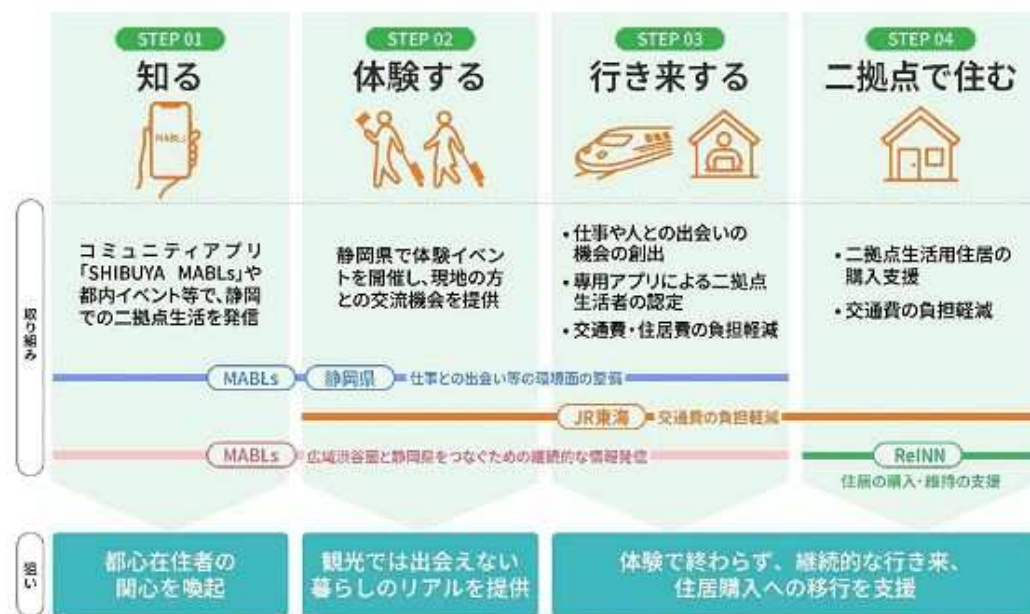 STEP 01
知る
MABLs
STEP 02
体験する
STEP 03
行き来する
STEP 04
二拠点で住む
取り組み
コミュニティアプリ
「SHIBUYA MABLs」や
都内イベント等で、静岡
での二拠点生活を発信
静岡県で体験イベン
トを開催し、現地の方
との交流機会を提供
・仕事や人との出会いの
機会の創出
・専用アプリによる二拠点
生活者の認定
・交通費・住居費の負担軽減
・二拠点生活用住居の
購入支援
・交通費の負担軽減
MABLs 静岡県 仕事との出会い等の環境面の整備
JR東海 交通費の負担軽減
MABLs 広域渋谷圏と静岡県をつなぐための継続的な情報発信
ReINN
住居の購入・維持の支援
狙い
都心在住者の
関心を喚起
観光では出会えない
暮らしのリアルを提供
体験で終わらず、継続的な行き来、
住居購入への移行を支援